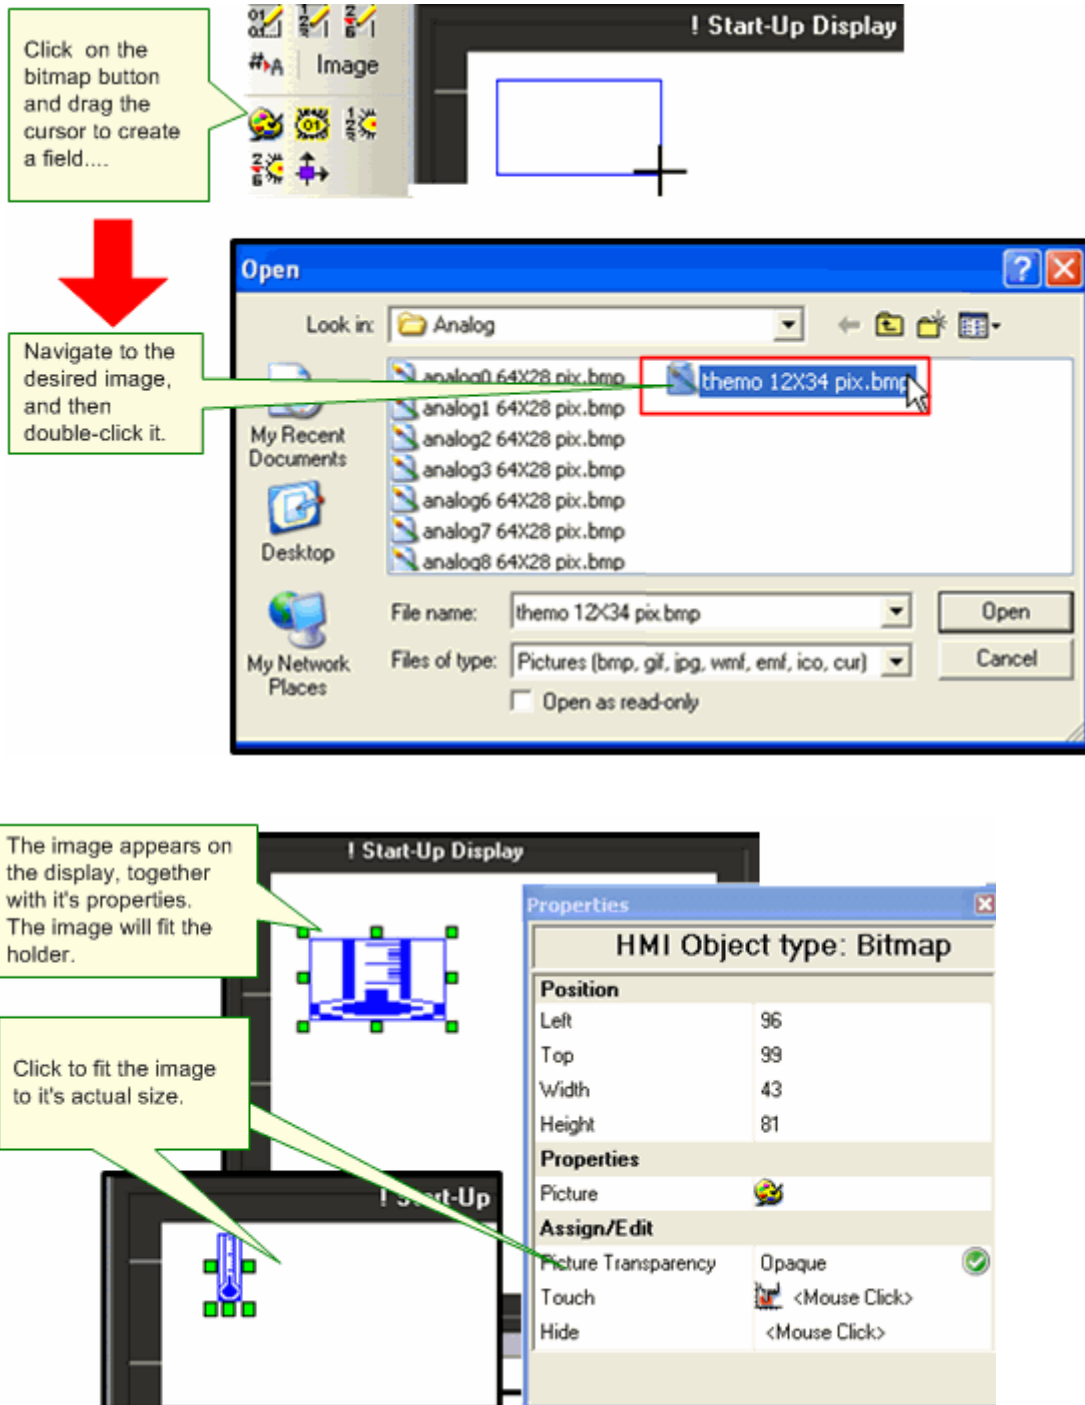 ! Start-Up Display
Click on the
bitmap button
and drag the
cursor to create
a field....
Image
Open
Look in:
Analog
Navigate to the
desired image,
and then
double-click it.
analog0 64X28 pix.bmp
themo 12X34 pix.bmp
analog1 64X28 pix.bmp
analog2 64X28 pix.bmp
analog3 64X28 pix.bmp
analog6 64X28 pix.bmp
analog7 64X28 pix.bmp
analog8 64X28 pix.bmp
My Recent
Documents
Desktop
My Network
Places
File name:
themo 12X34 pix.bmp
Open
Files of type:
Pictures (bmp, gif, jpg, wmf, emf, ico, cur)
Cancel
Open as read-only
The image appears on
the display, together
with it's properties.
The image will fit the
holder.
! Start-Up Display
Properties
HMI Object type: Bitmap
Position
Left 96
Top 99
Width 43
Height 81
Properties
Picture
Assign/Edit
Picture Transparency Opaque
Touch <Mouse Click>
Hide <Mouse Click>
Click to fit the image
to it's actual size.
! Start-Up